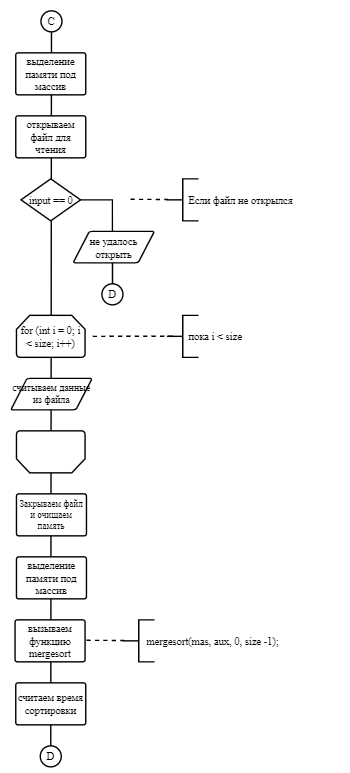 C
выделение
памяти под
массив
открываем
файл для
чтения
input == 0
Если файл не открылся
не удалось
открыть
D
for (int i = 0; i
< size; i++)
пока i < size
считываем данные
из файла
Закрываем файл
и очищаем
память
выделение
памяти под
массив
вызываем
функцию
mergesort
mergesort(mas, aux, 0, size -1);
считаем время
сортировки
D